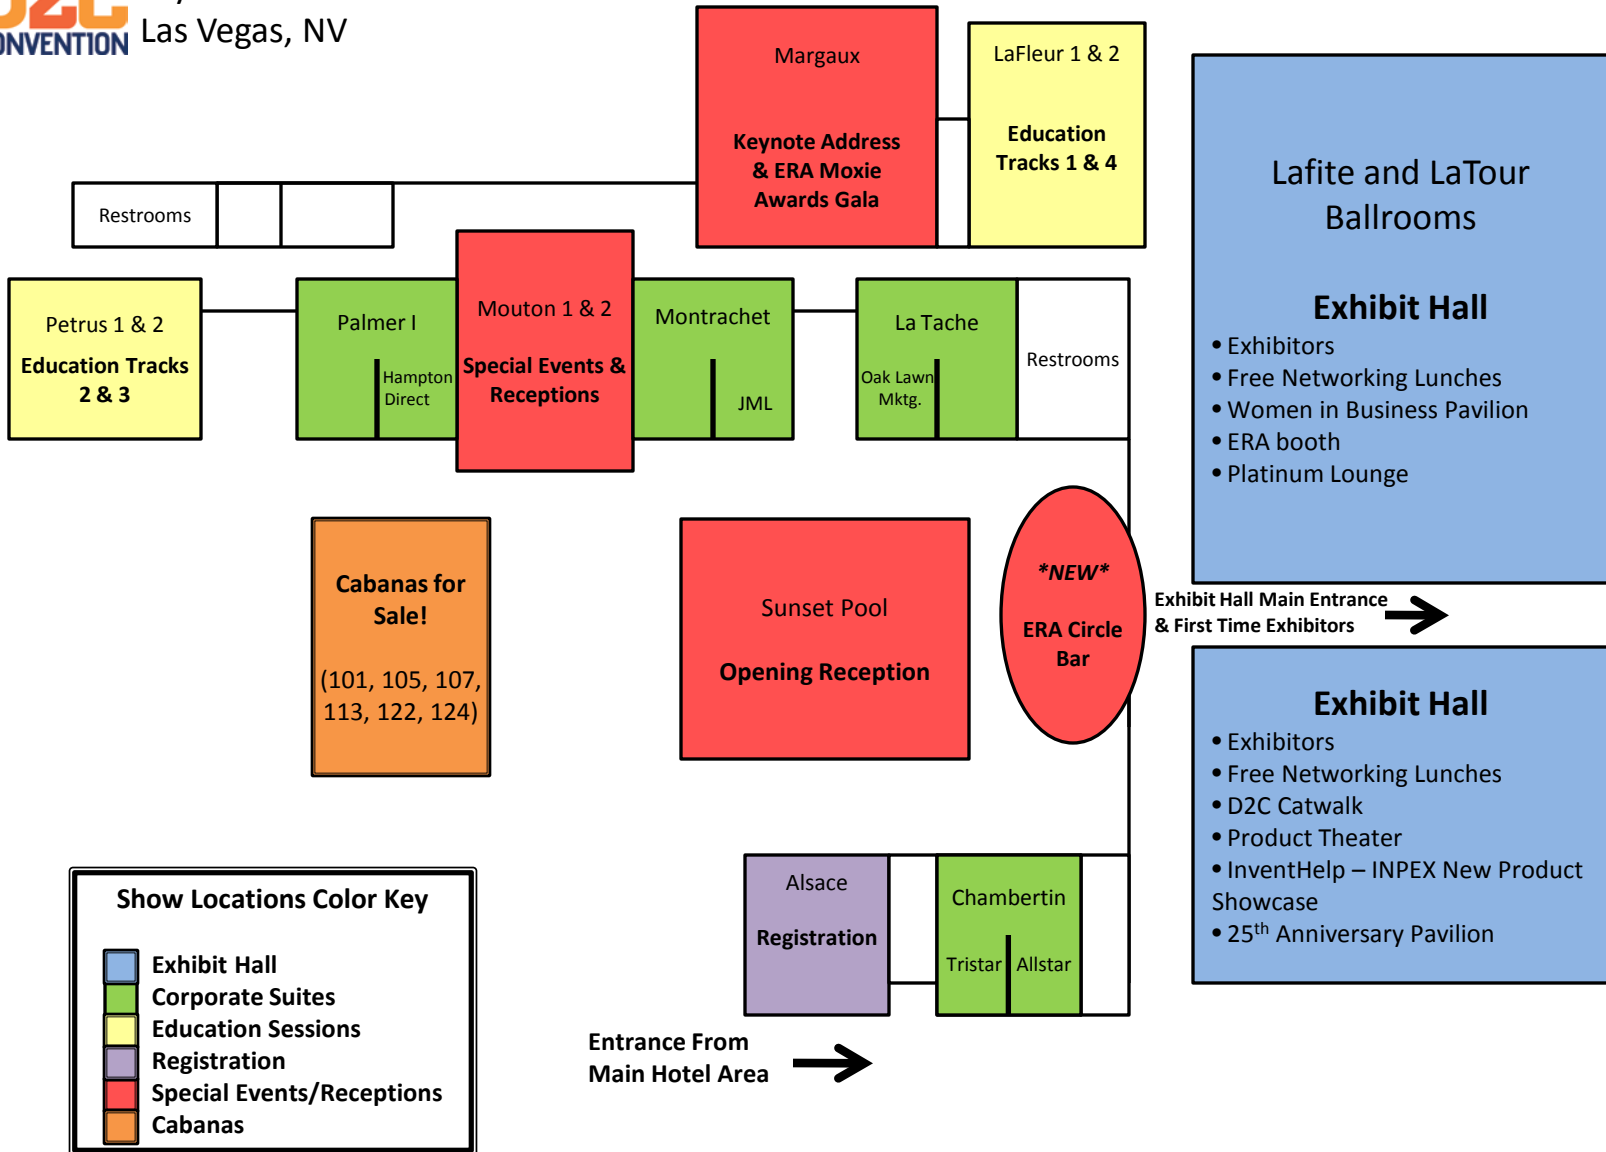 CONVENTION
Las Vegas, NV
Margaux
Keynote Address
& ERA Moxie
Awards Gala
LaFleur 1 & 2
Education
Tracks 1 & 4
Lafite and LaTour
Ballrooms
Exhibit Hall
• Exhibitors
• Free Networking Lunches
• Women in Business Pavilion
• ERA booth
• Platinum Lounge
Restrooms
Petrus 1 & 2
Education Tracks
2 & 3
Palmer I
Hampton
Direct
Mouton 1 & 2
Special Events &
Receptions
Montrachet
JML
La Tache
Oak Lawn
Mktg.
Restrooms
Cabanas for
Sale!
(101, 105, 107,
113, 122, 124)
Sunset Pool
Opening Reception
*NEW*
ERA Circle
Bar
Exhibit Hall Main Entrance
& First Time Exhibitors
Exhibit Hall
• Exhibitors
• Free Networking Lunches
• D2C Catwalk
• Product Theater
• InventHelp – INPEX New Product
Showcase
• 25th Anniversary Pavilion
Alsace
Registration
Chambertin
Tristar
Allstar
Entrance From
Main Hotel Area
Show Locations Color Key
Exhibit Hall
Corporate Suites
Education Sessions
Registration
Special Events/Receptions
Cabanas